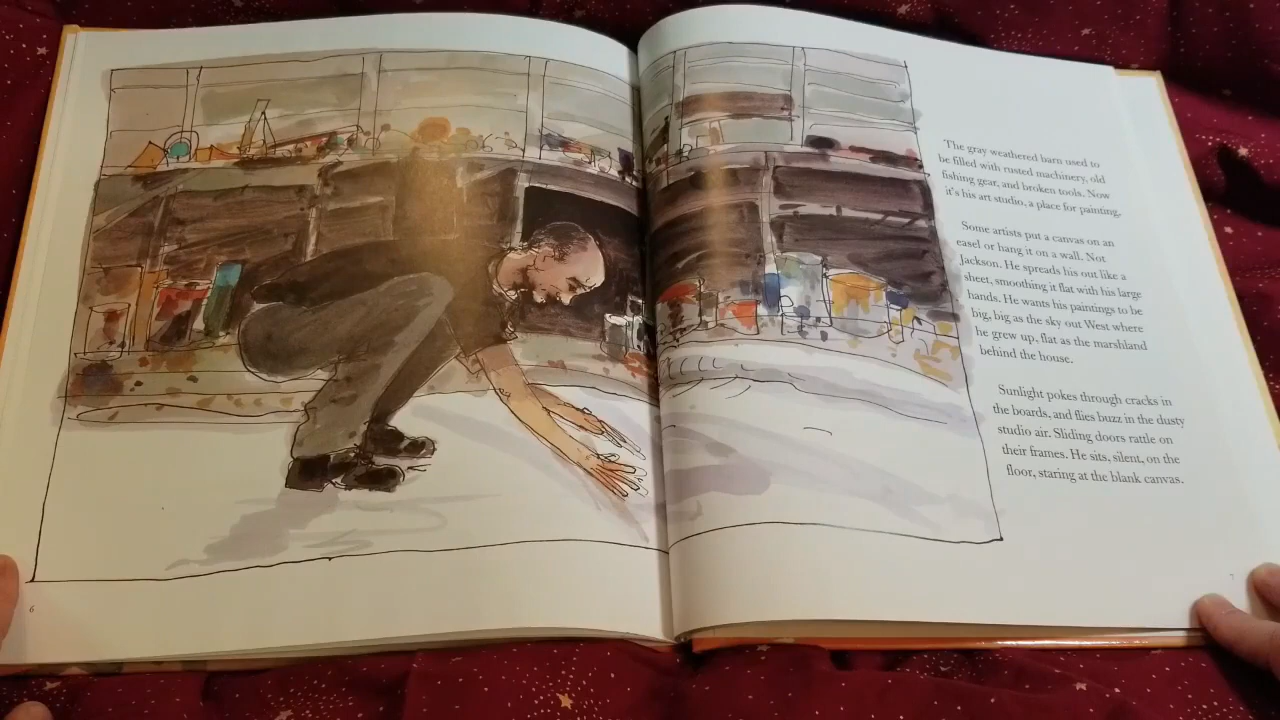 The gray weathered barn used to
be filled with rusted machinery, old
fishing gear, and broken tools. Now
it's his art studio, a place for painting.
Some artists put a canvas on an
easel or hang it on a wall. Not
Jackson. He spreads his out like a
sheet, smoothing it flat with his large
hands. He wants his paintings to be
big, big as the sky out West where
he grew up, flat as the marshland
behind the house.
Sunlight pokes through cracks in
the boards, and flies buzz in the dusty
studio air. Sliding doors rattle on
their frames. He sits, silent, on the
floor, staring at the blank canvas.
6
7